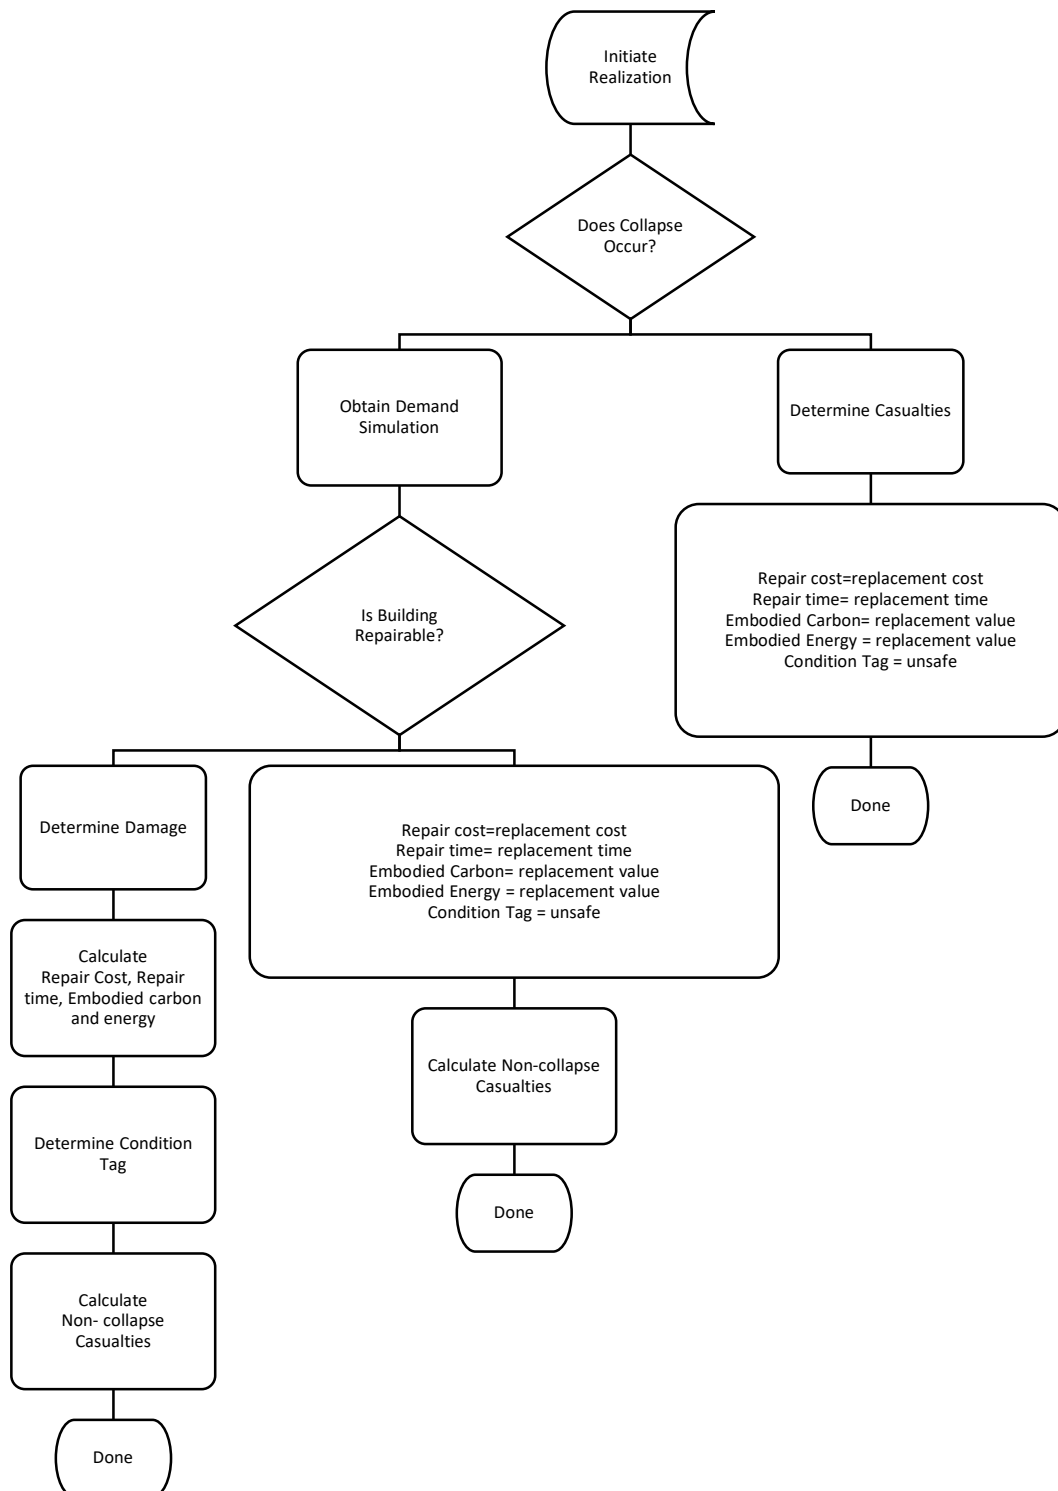 Initiate
Realization
Does Collapse
Occur?
Obtain Demand
Simulation
Determine Casualties
Is Building
Repairable?
Repair cost=replacement cost
Repair time= replacement time
Embodied Carbon= replacement value
Embodied Energy = replacement value
Condition Tag = unsafe
Done
Determine Damage
Repair cost=replacement cost
Repair time= replacement time
Embodied Carbon= replacement value
Embodied Energy = replacement value
Condition Tag = unsafe
Calculate
Repair Cost, Repair
time, Embodied carbon
and energy
Calculate Non-collapse
Casualties
Determine Condition
Tag
Done
Calculate
Non- collapse
Casualties
Done